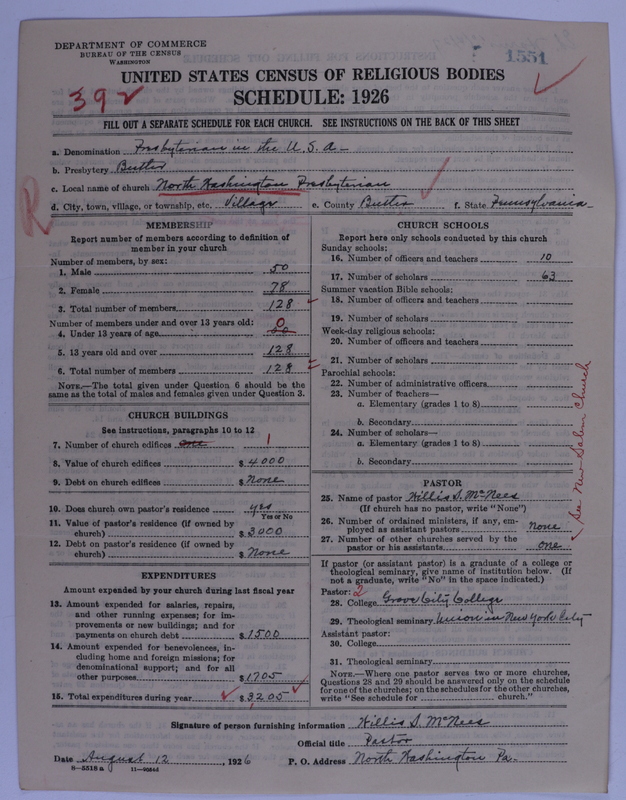 DEPARTMENT OF COMMERCE
BUREAU OF THE CENSUS
WASHINGTON
1551
UNITED STATES CENSUS OF RELIGIOUS BODIES
392
SCHEDULE: 1926
FILL OUT A SEPARATE SCHEDULE FOR EACH CHURCH. SEE INSTRUCTIONS ON THE BACK OF THIS SHEET
a. Denomination Presbyterian in the U.S.A.
b. Presbytery Butler
c. Local name of church North Washington Presbyterian
R
d. City, town, village, or township, etc. Village e. County Butler f. State Pennsylvania
MEMBERSHIP
Report number of members according to definition of
member in your church
Number of members, by sex:
1. Male 50
2. Female 78
3. Total number of members 128
Number of members under and over 13 years old: 0
4. Under 13 years of age
5. 13 years old and over 128
6. Total number of members 128
NOTE.—The total given under Question 6 should be the
same as the total of males and females given under Question 3.
CHURCH BUILDINGS
See instructions, paragraphs 10 to 12
7. Number of church edifices one 1
8. Value of church edifices $4000
9. Debt on church edifices $None
10. Does church own pastor's residence yes
Yes or No
11. Value of pastor's residence (if owned by
church) $3000
12. Debt on pastor's residence (if owned by
church) $None
EXPENDITURES
Amount expended by your church during last fiscal year
13. Amount expended for salaries, repairs,
and other running expenses; for im-
provements or new buildings; and for
payments on church debt $1500
14. Amount expended for benevolences, in-
cluding home and foreign missions; for
denominational support; and for all
other purposes $1705
15. Total expenditures during year $3205
CHURCH SCHOOLS
Report here only schools conducted by this church
Sunday schools:
16. Number of officers and teachers 10
17. Number of scholars 63
Summer vacation Bible schools:
18. Number of officers and teachers
19. Number of scholars
Week-day religious schools:
20. Number of officers and teachers
21. Number of scholars
Parochial schools:
22. Number of administrative officers
23. Number of teachers—
a. Elementary (grades 1 to 8)
b. Secondary
24. Number of scholars—
a. Elementary (grades 1 to 8)
b. Secondary
PASTOR
25. Name of pastor Willis S. McNees
(If church has no pastor, write "None")
26. Number of ordained ministers, if any, em-
ployed as assistant pastors None
27. Number of other churches served by the
pastor or his assistants one
See New Salem Church
If pastor (or assistant pastor) is a graduate of a college or
theological seminary, give name of institution below. (If
not a graduate, write "No" in the space indicated.)
Pastor: 2
28. College Grove City College
29. Theological seminary Union in New York City
Assistant pastor:
30. College
31. Theological seminary
NOTE.—Where one pastor serves two or more churches,
Questions 28 and 29 should be answered only on the schedule
for one of the churches; on the schedules for the other churches,
write "See schedule for church."
Signature of person furnishing information Willis S. McNees
Official title Pastor
Date August 12, 1926 P. O. Address North Washington Pa.
8—5518 a